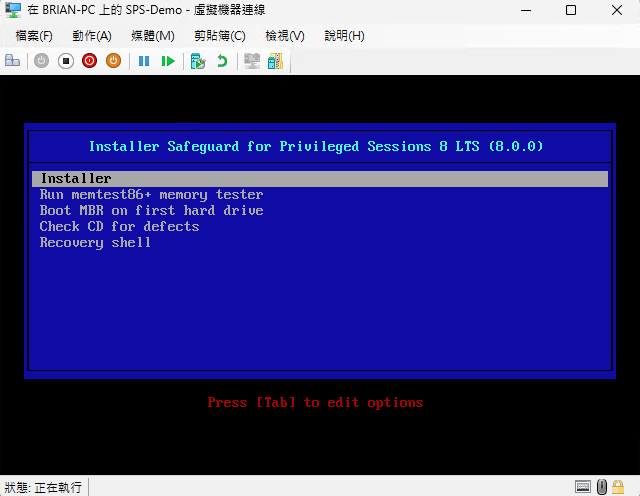 在 BRIAN-PC 上的 SPS-Demo - 虛擬機器連線
檔案(F) 動作(A) 媒體(M) 剪貼簿(C) 檢視(V) 說明(H)
Installer Safeguard for Privileged Sessions 8 LTS (8.0.0)
Installer
Run memtest86+ memory tester
Boot MBR on first hard drive
Check CD for defects
Recovery shell
Press [Tab] to edit options
狀態: 正在執行